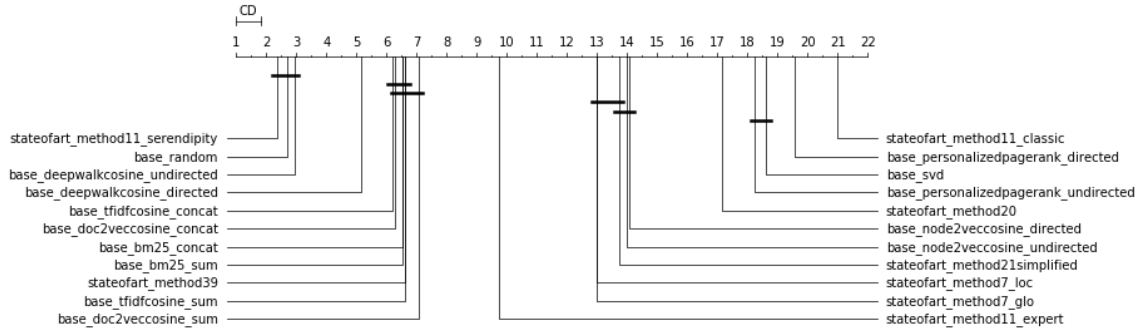 CD
1 2 3 4 5 6 7 8 9 10 11 12 13 14 15 16 17 18 19 20 21 22
stateofart_method11_serendipity
base_random
base_deepwalkcosine_undirected
base_deepwalkcosine_directed
base_tfidfcosine_concat
base_doc2veccosine_concat
base_bm25_concat
base_bm25_sum
stateofart_method39
base_tfidfcosine_sum
base_doc2veccosine_sum
stateofart_method11_classic
base_personalizedpagerank_directed
base_svd
base_personalizedpagerank_undirected
stateofart_method20
base_node2veccosine_directed
base_node2veccosine_undirected
stateofart_method21simplified
stateofart_method7_loc
stateofart_method7_glo
stateofart_method11_expert